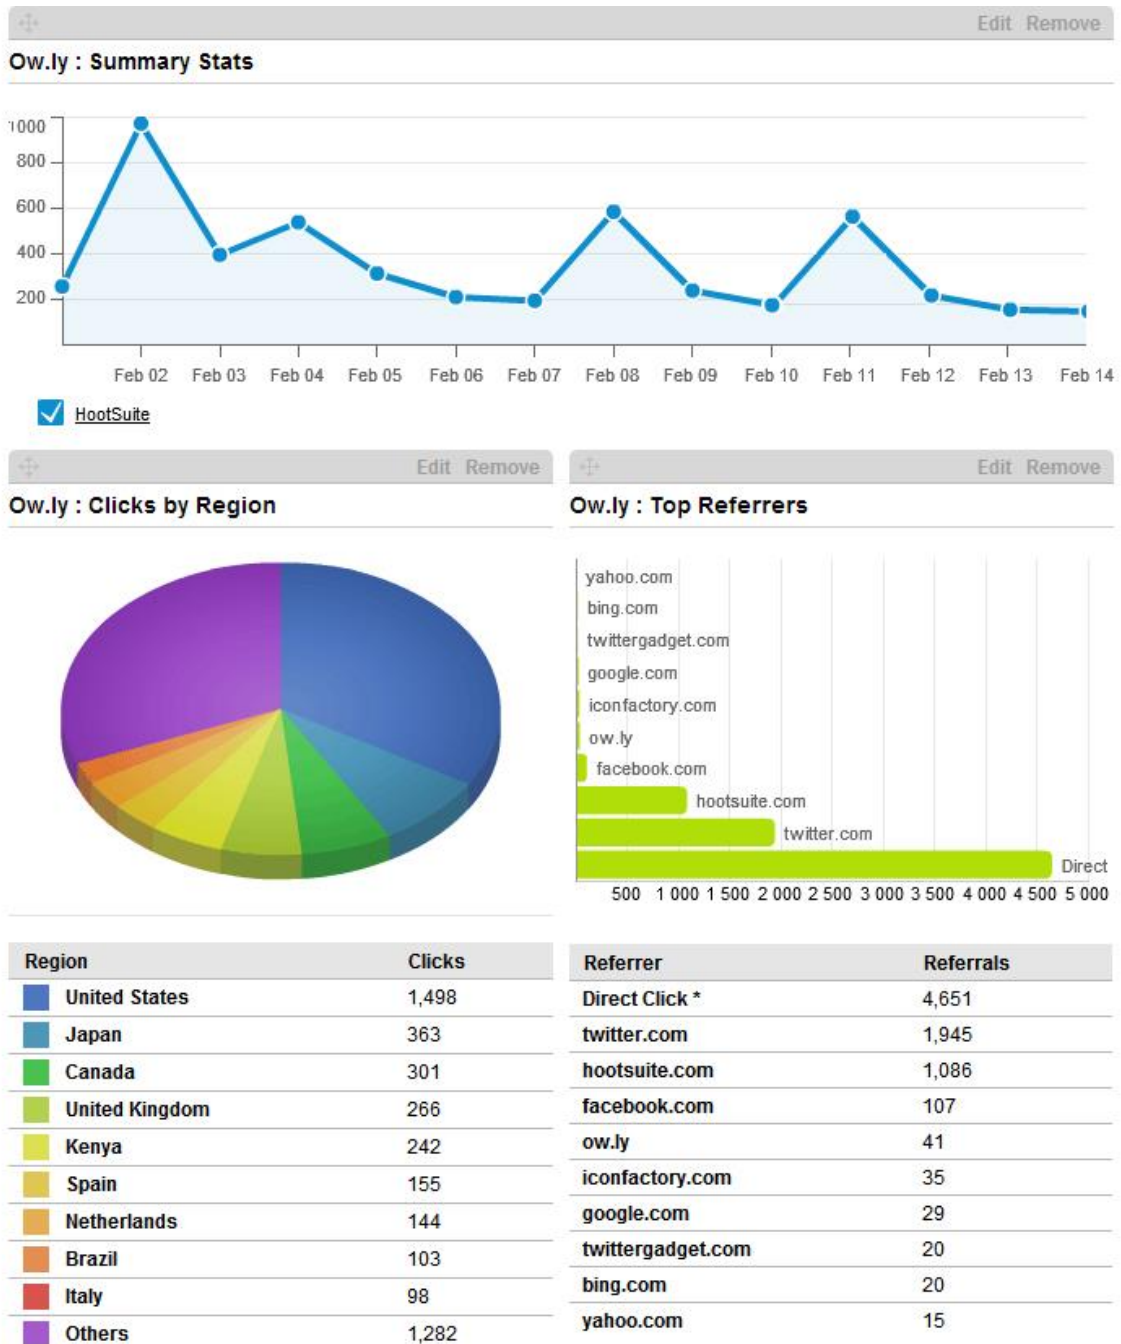 Edit Remove
Ow.ly : Summary Stats
1000
800
600
400
200
Feb 02 Feb 03 Feb 04 Feb 05 Feb 06 Feb 07 Feb 08 Feb 09 Feb 10 Feb 11 Feb 12 Feb 13 Feb 14
HootSuite
Edit Remove
Ow.ly : Clicks by Region
Region Clicks
United States 1,498
Japan 363
Canada 301
United Kingdom 266
Kenya 242
Spain 155
Netherlands 144
Brazil 103
Italy 98
Others 1,282
Edit Remove
Ow.ly : Top Referrers
yahoo.com
bing.com
twittergadget.com
google.com
iconfactory.com
ow.ly
facebook.com
hootsuite.com
twitter.com
Direct
500 1 000 1 500 2 000 2 500 3 000 3 500 4 000 4 500 5 000
Referrer Referrals
Direct Click * 4,651
twitter.com 1,945
hootsuite.com 1,086
facebook.com 107
ow.ly 41
iconfactory.com 35
google.com 29
twittergadget.com 20
bing.com 20
yahoo.com 15